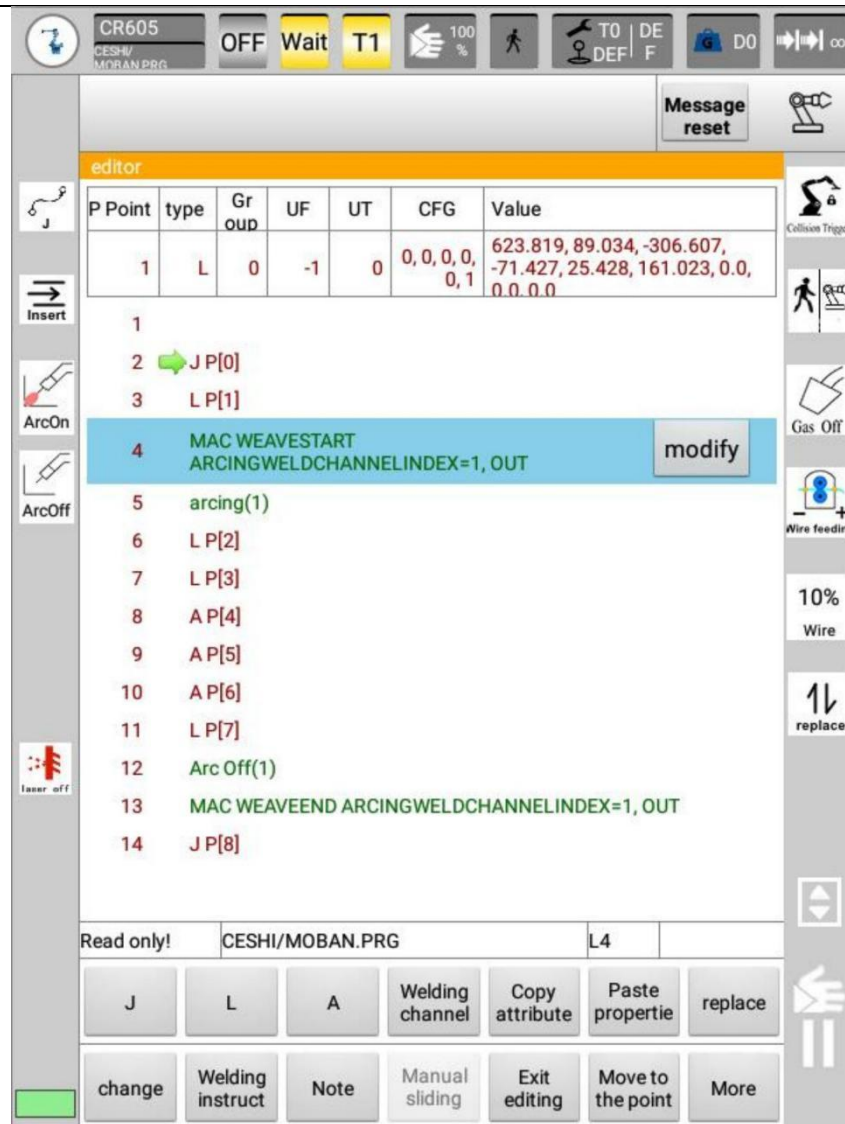 CR605
CESHI/
MOBAN.PRG
OFF
Wait
T1
100
%
T0 | DE
DEF | F
G D0
∞
Message
reset
editor
P Point type Gr
oup UF UT CFG Value
1 L 0 -1 0 0, 0, 0, 0,
0, 1
623.819, 89.034, -306.607,
-71.427, 25.428, 161.023, 0.0,
0.0, 0.0
J
Insert
ArcOn
ArcOff
laser off
1
2 J P[0]
3 L P[1]
4 MAC WEAVESTART
ARCINGWELDCHANNELINDEX=1, OUT
modify
5 arcing(1)
6 L P[2]
7 L P[3]
8 A P[4]
9 A P[5]
10 A P[6]
11 L P[7]
12 Arc Off(1)
13 MAC WEAVEEND ARCINGWELDCHANNELINDEX=1, OUT
14 J P[8]
Collision Trigge
Gas Off
- +
Wire feedin
10%
Wire
replace
Read only! CESHI/MOBAN.PRG L4
J
L
A
Welding
channel
Copy
attribute
Paste
propertie
replace
change
Welding
instruct
Note
Manual
sliding
Exit
editing
Move to
the point
More